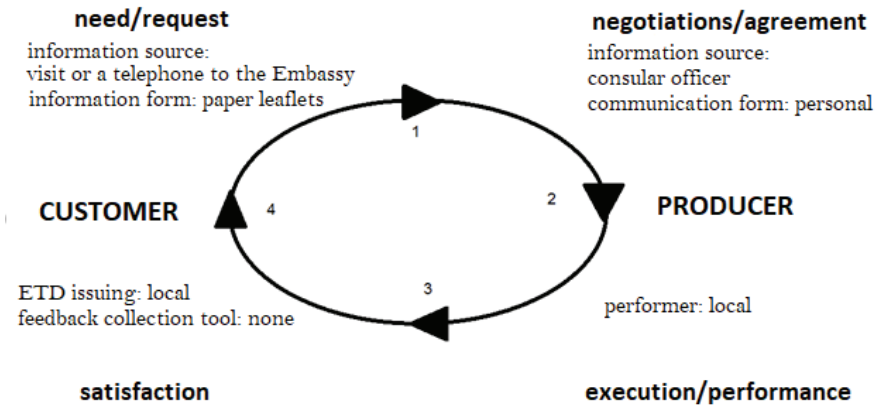 need/request
information source:
visit or a telephone to the Embassy
information form: paper leaflets
negotiations/agreement
information source:
consular officer
communication form: personal
1
2
CUSTOMER
4
PRODUCER
3
ETD issuing: local
feedback collection tool: none
performer: local
satisfaction
execution/performance